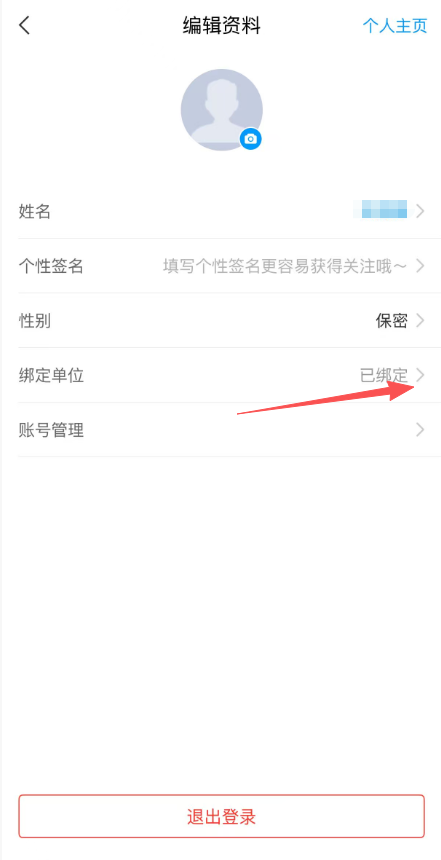 编辑资料 个人主页
姓名
个性签名 填写个性签名更容易获得关注哦～
性别 保密
绑定单位 已绑定
账号管理
退出登录